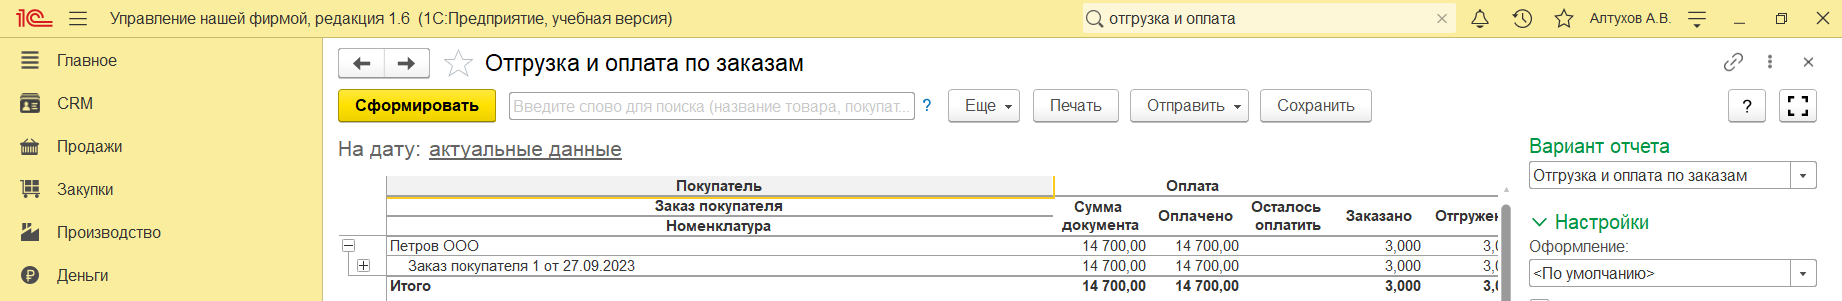 1С Управление нашей фирмой, редакция 1.6 (1С:Предприятие, учебная версия) отгрузка и оплата Алтухов А.В.
Главное
CRM
Продажи
Закупки
Производство
Деньги
Отгрузка и оплата по заказам
Сформировать Введите слово для поиска (название товара, покупат... ? Еще Печать Отправить Сохранить ?
На дату: актуальные данные
Покупатель Оплата
Заказ покупателя Сумма документа Оплачено Осталось оплатить Заказано
Номенклатура
Петров ООО 14 700,00 14 700,00 3,000
Заказ покупателя 1 от 27.09.2023 14 700,00 14 700,00 3,000
Итого 14 700,00 14 700,00 3,000
Вариант отчета
Отгрузка и оплата по заказам
Настройки
Оформление:
<По умолчанию>